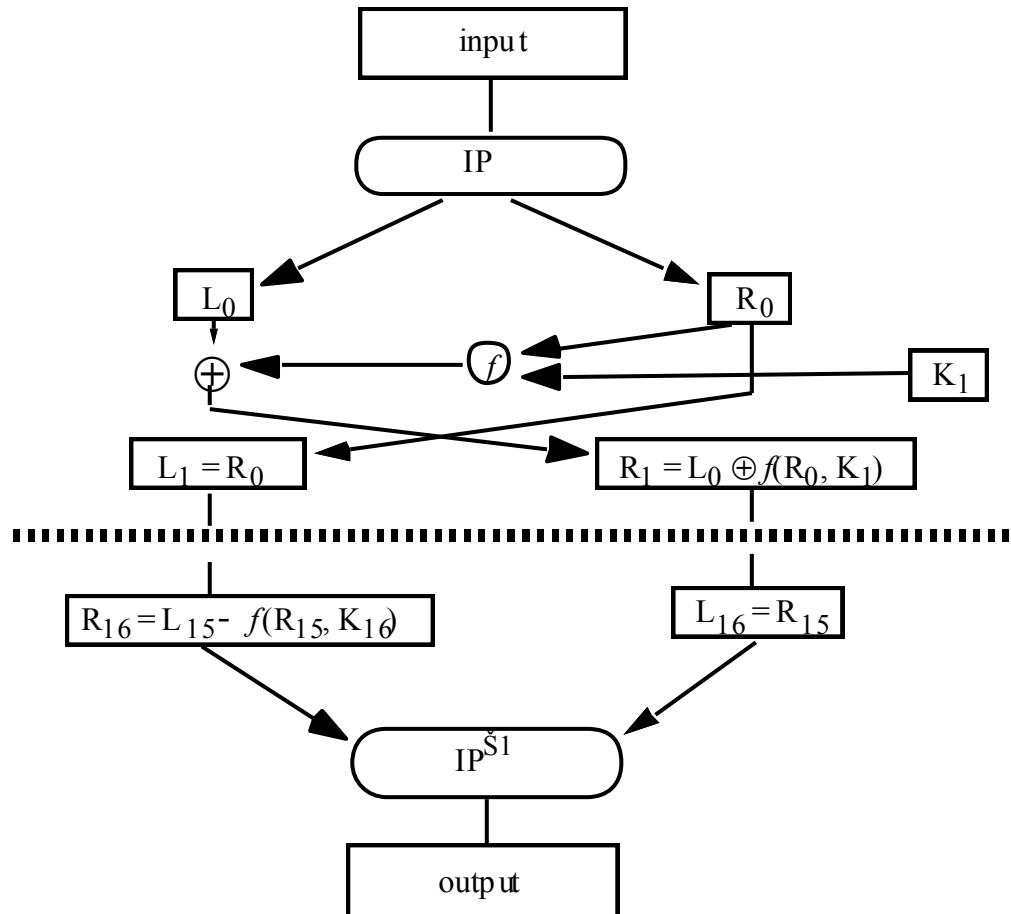 input
IP
L0
R0
f
K1
L1 = R0
R1 = L0 ⊕ f(R0, K1)
R16 = L15 - f(R15, K16)
L16 = R15
IPŠ1
output